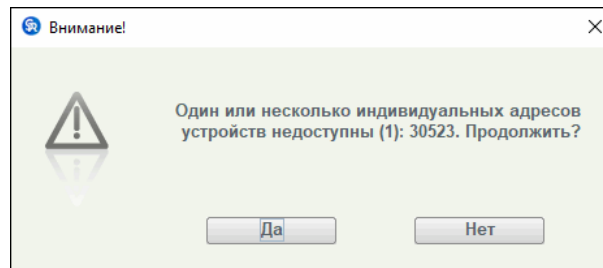 Внимание!
Один или несколько индивидуальных адресов
устройств недоступны (1): 30523. Продолжить?
Да
Нет